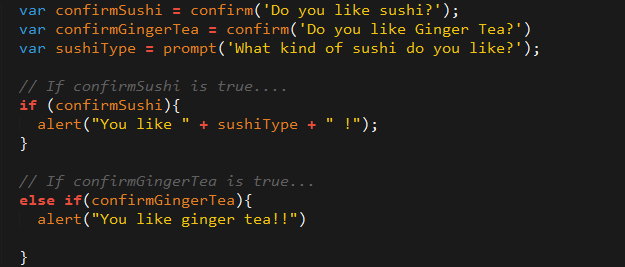 var confirmSushi = confirm('Do you like sushi?');
var confirmGingerTea = confirm('Do you like Ginger Tea?')
var sushiType = prompt('What kind of sushi do you like?');
// If confirmSushi is true....
if (confirmSushi){
alert("You like " + sushiType + " !");
}
// If confirmGingerTea is true...
else if(confirmGingerTea){
alert("You like ginger tea!!")
}